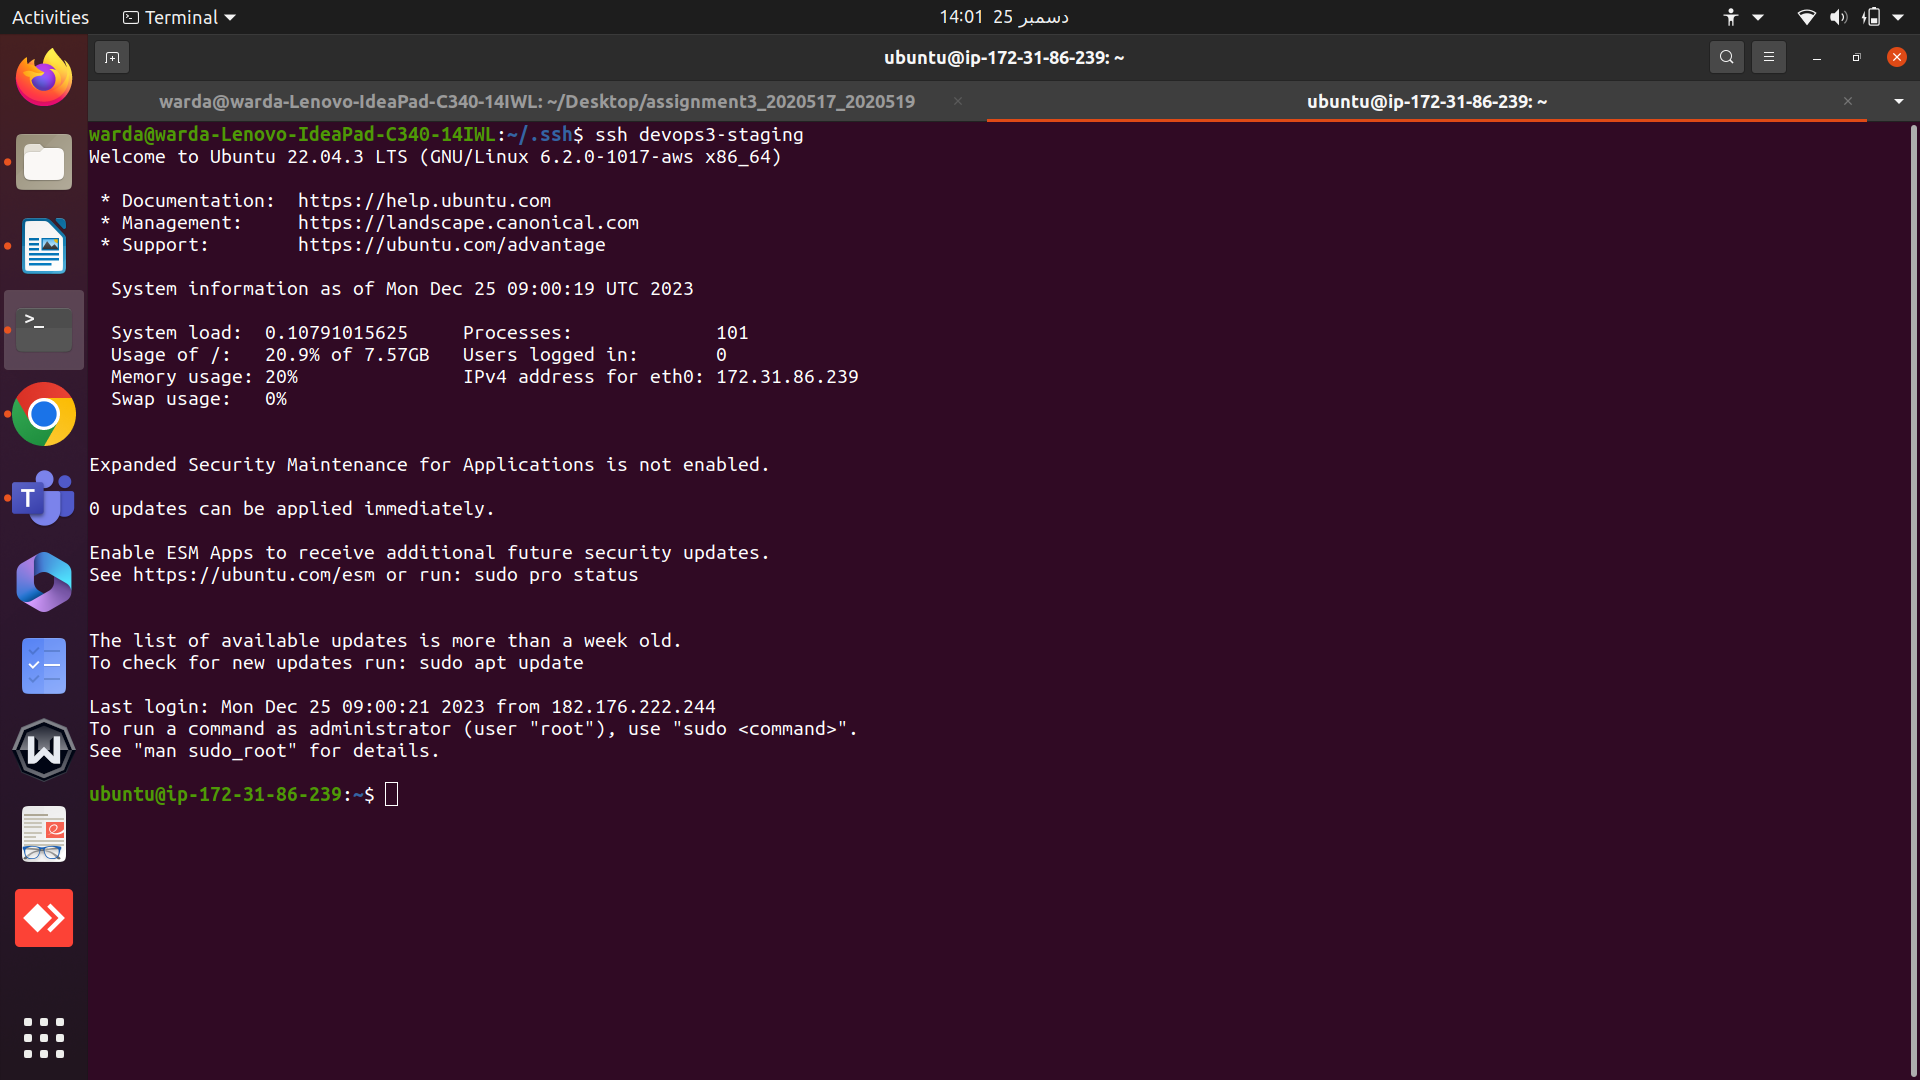 Activities
Terminal
14:01 25 دسمبر
ubuntu@ip-172-31-86-239: ~
warda@warda-Lenovo-IdeaPad-C340-14IWL: ~/Desktop/assignment3_2020517_2020519
ubuntu@ip-172-31-86-239: ~
warda@warda-Lenovo-IdeaPad-C340-14IWL:~/.ssh$ ssh devops3-staging
Welcome to Ubuntu 22.04.3 LTS (GNU/Linux 6.2.0-1017-aws x86_64)
* Documentation:  https://help.ubuntu.com
* Management:     https://landscape.canonical.com
* Support:        https://ubuntu.com/advantage
System information as of Mon Dec 25 09:00:19 UTC 2023
System load:  0.10791015625     Processes:             101
Usage of /:   20.9% of 7.57GB   Users logged in:       0
Memory usage: 20%               IPv4 address for eth0: 172.31.86.239
Swap usage:   0%
Expanded Security Maintenance for Applications is not enabled.
0 updates can be applied immediately.
Enable ESM Apps to receive additional future security updates.
See https://ubuntu.com/esm or run: sudo pro status
The list of available updates is more than a week old.
To check for new updates run: sudo apt update
Last login: Mon Dec 25 09:00:21 2023 from 182.176.222.244
To run a command as administrator (user "root"), use "sudo <command>".
See "man sudo_root" for details.
ubuntu@ip-172-31-86-239:~$